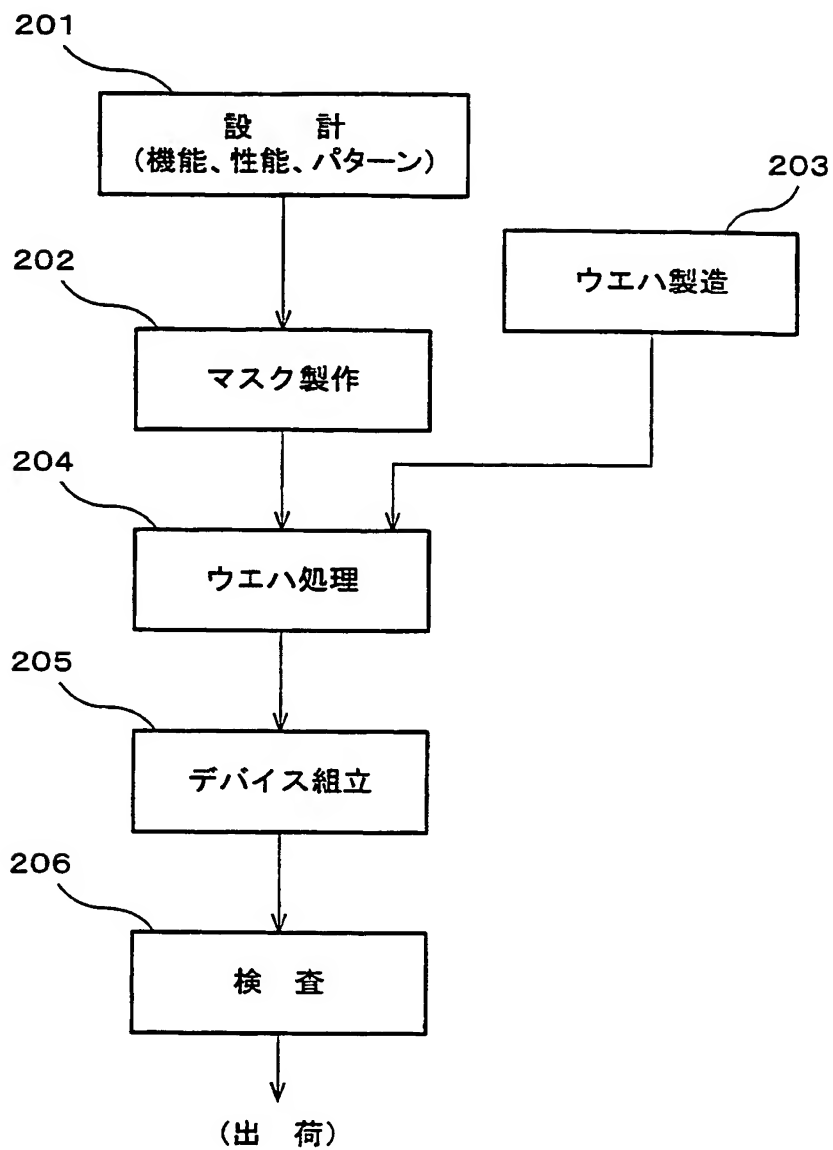 201
設 計
(機能、性能、パターン)
203
ウエハ製造
202
マスク製作
204
ウエハ処理
205
デバイス組立
206
検 査
(出 荷)